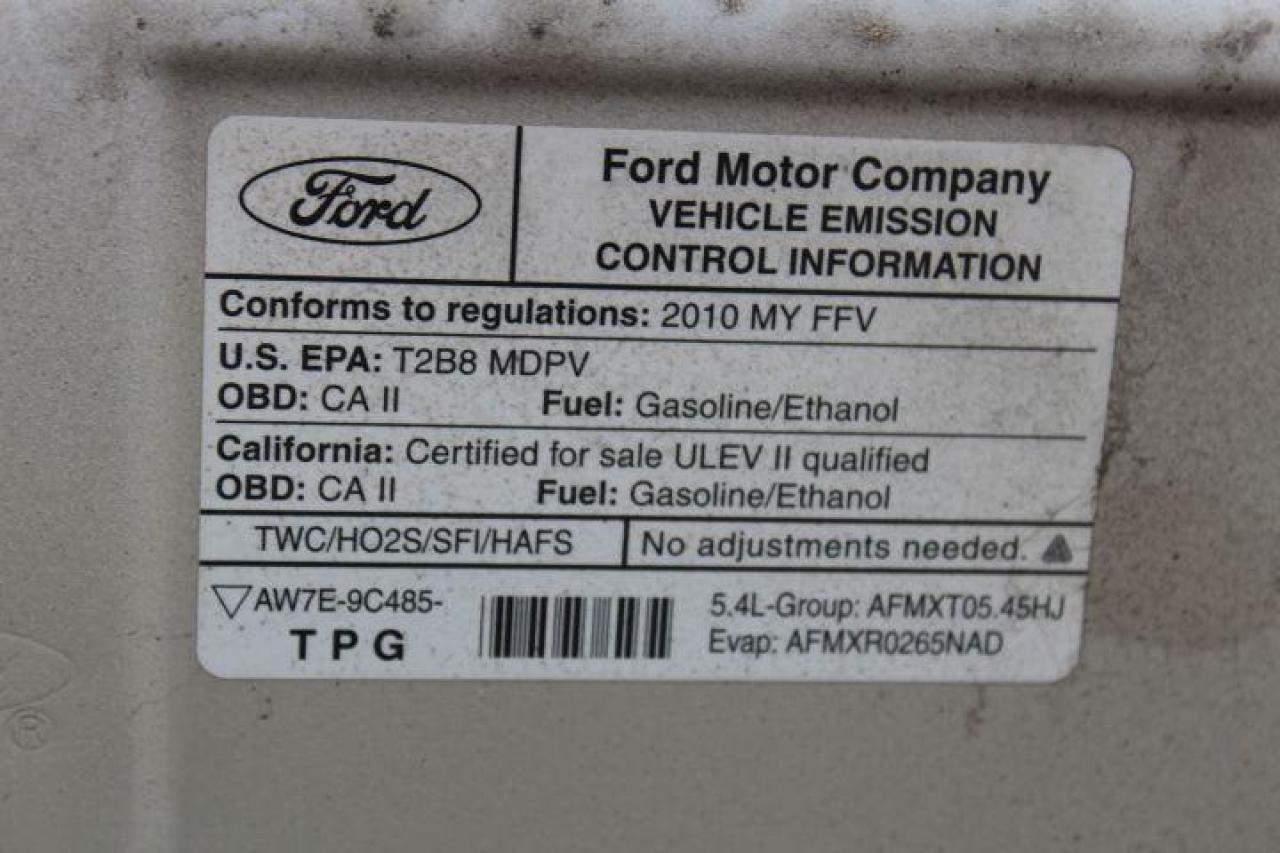 Ford
Ford Motor Company
VEHICLE EMISSION
CONTROL INFORMATION
Conforms to regulations: 2010 MY FFV
U.S. EPA: T2B8 MDPV
OBD: CA II Fuel: Gasoline/Ethanol
California: Certified for sale ULEV II qualified
OBD: CA II Fuel: Gasoline/Ethanol
TWC/HO2S/SFI/HAFS No adjustments needed.
AW7E-9C485- 5.4L-Group: AFMXT05.45HJ
TPG Evap: AFMXR0265NAD
®